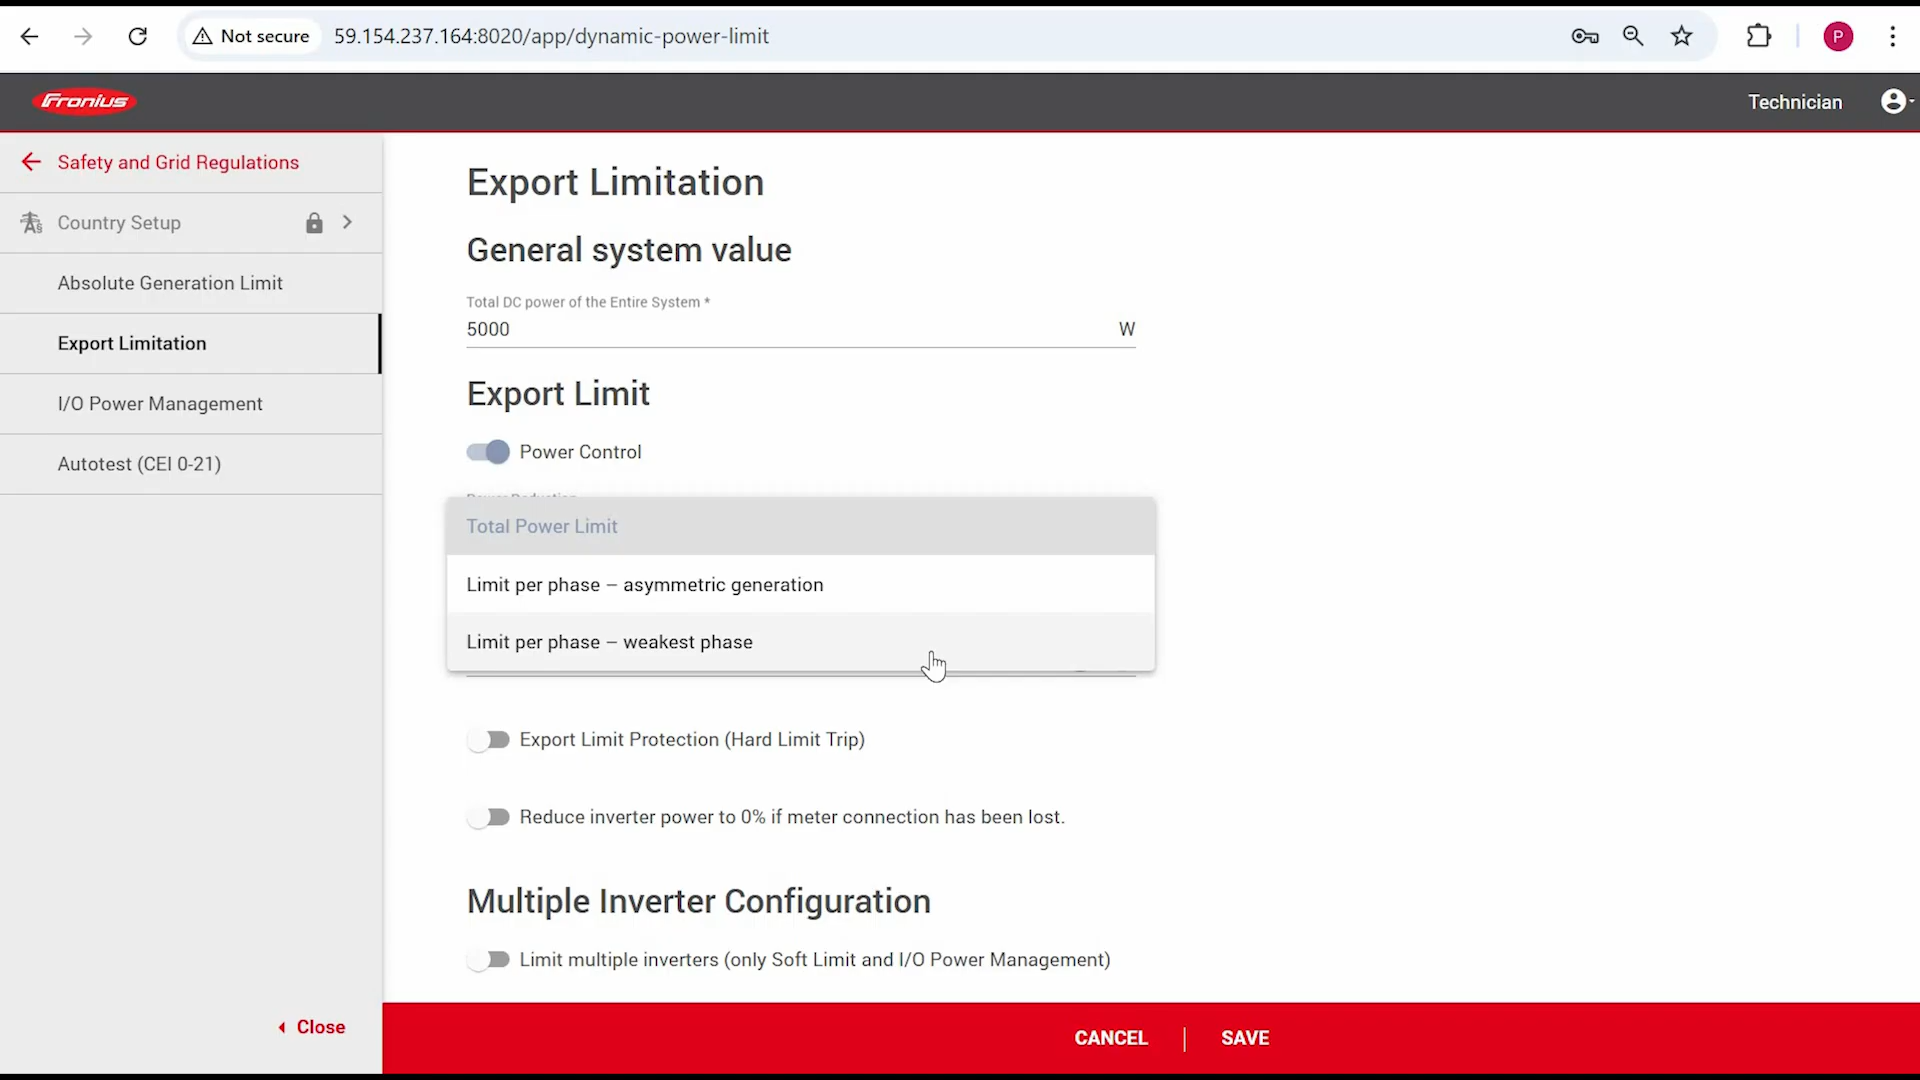 Not secure
59.154.237.164:8020/app/dynamic-power-limit
P
Fronius
Technician
Safety and Grid Regulations
Country Setup
Absolute Generation Limit
Export Limitation
I/O Power Management
Autotest (CEI 0-21)
Close
Export Limitation
General system value
Total DC power of the Entire System *
5000 W
Export Limit
Power Control
Total Power Limit
Limit per phase – asymmetric generation
Limit per phase – weakest phase
Export Limit Protection (Hard Limit Trip)
Reduce inverter power to 0% if meter connection has been lost.
Multiple Inverter Configuration
Limit multiple inverters (only Soft Limit and I/O Power Management)
CANCEL | SAVE